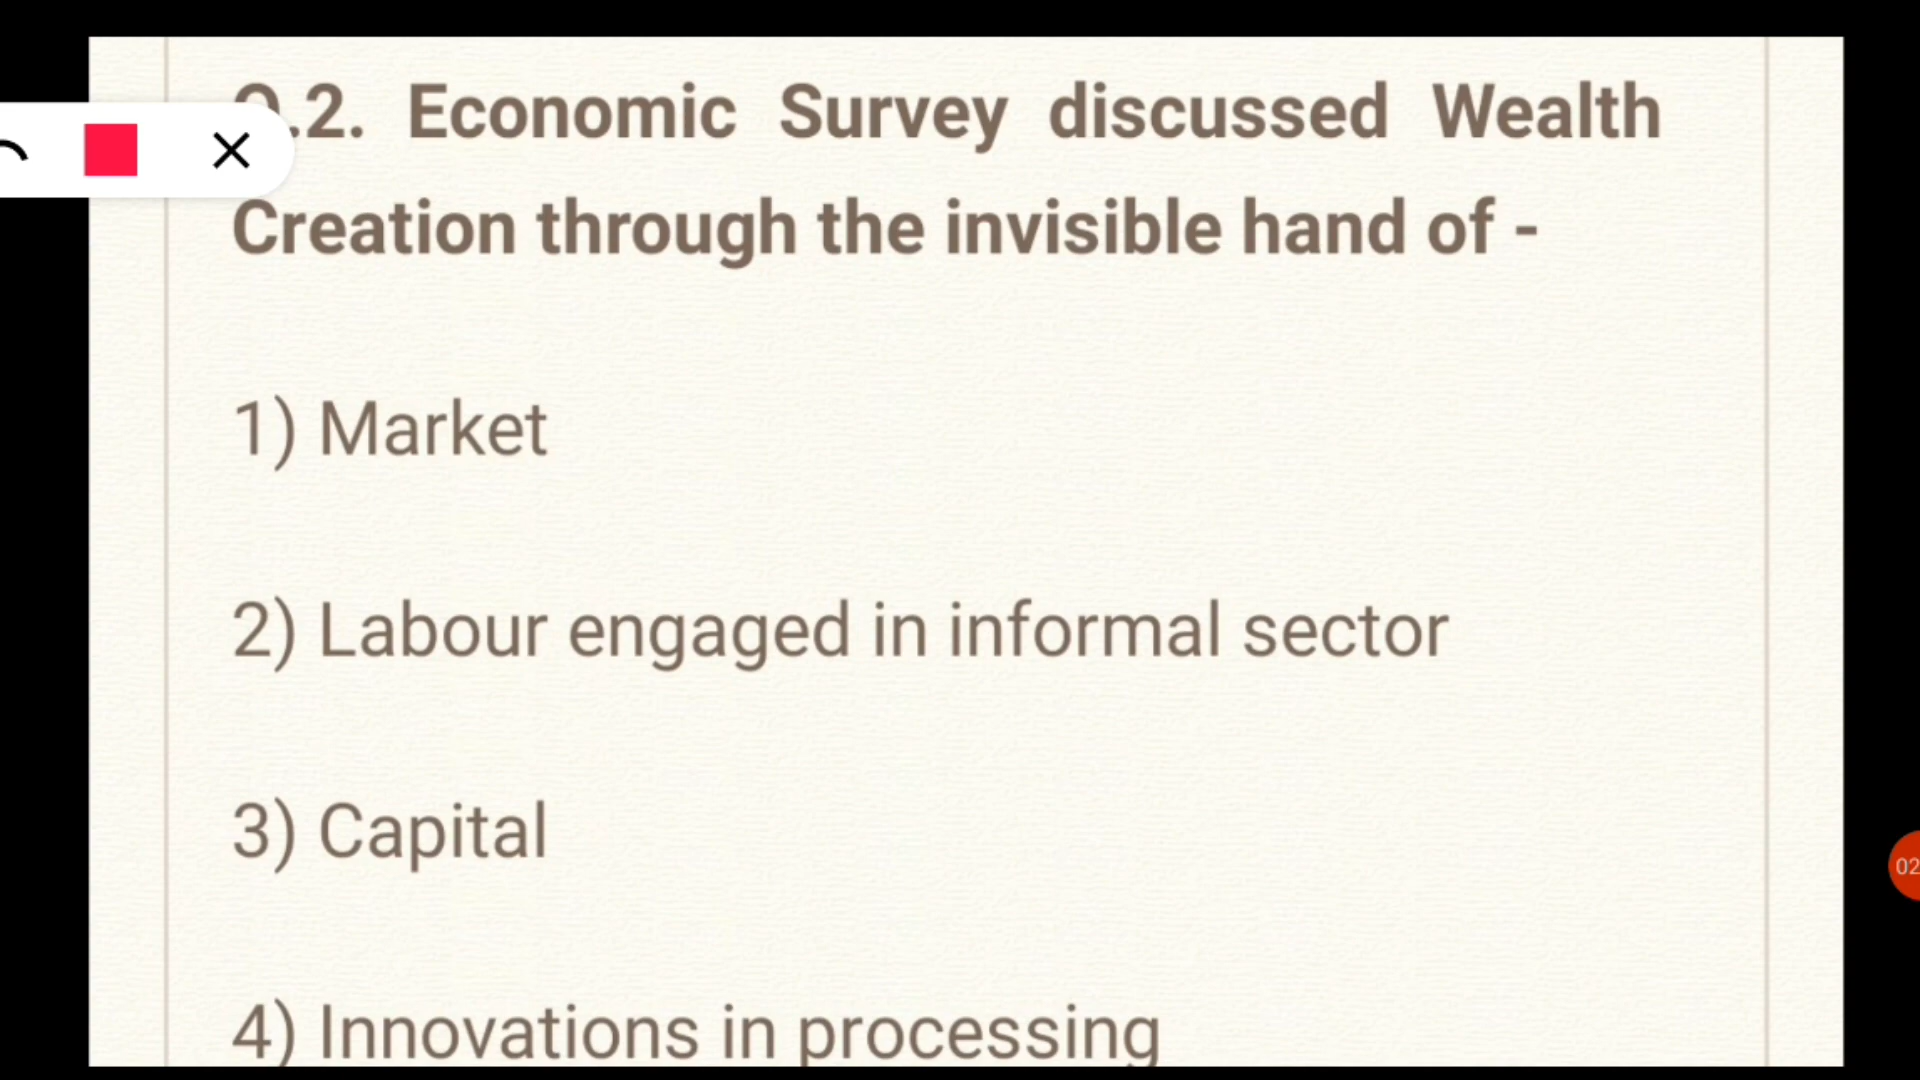 Q.2. Economic Survey discussed Wealth
Creation through the invisible hand of -
1) Market
2) Labour engaged in informal sector
3) Capital
4) Innovations in processing
02